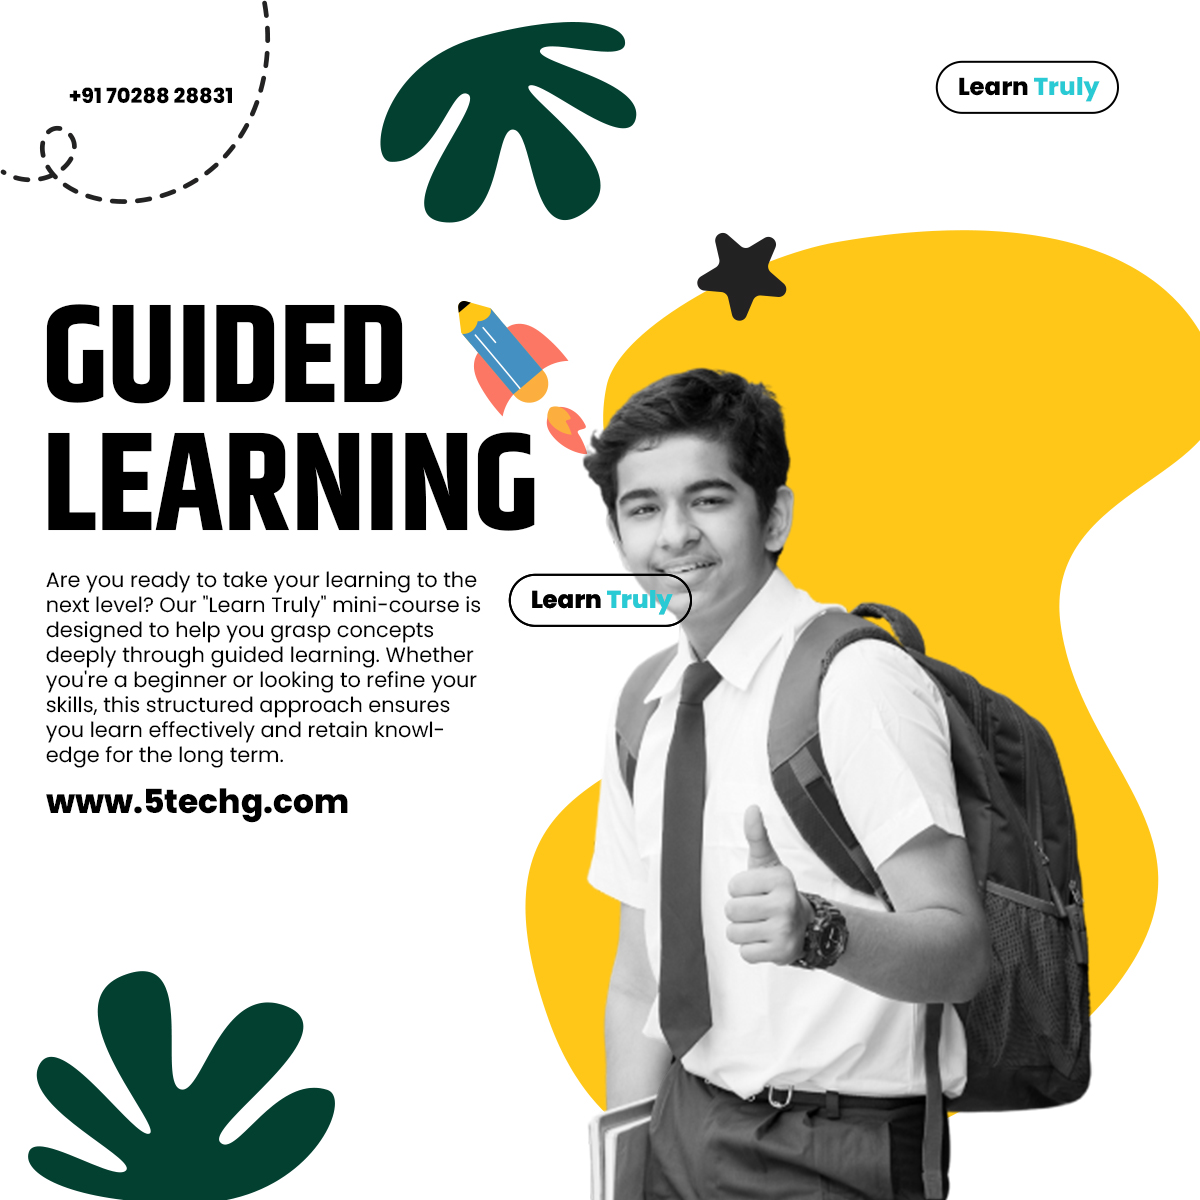 +91 70288 28831
Learn Truly
GUIDED
LEARNING
Are you ready to take your learning to the
next level? Our "Learn Truly" mini-course is
designed to help you grasp concepts
deeply through guided learning. Whether
you're a beginner or looking to refine your
skills, this structured approach ensures
you learn effectively and retain knowl-
edge for the long term.
Learn Truly
www.5techg.com